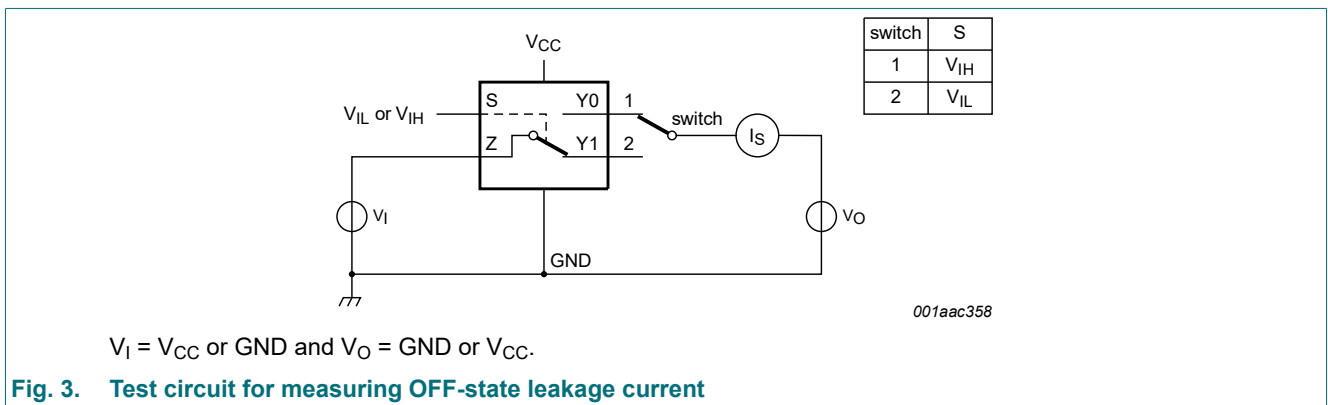 switch S
1 VIH
2 VIL
VCC
S Y0 1
VIL or VIH
switch
IS
Z Y1 2
VI
VO
GND
001aac358
VI = VCC or GND and VO = GND or VCC.
Fig. 3. Test circuit for measuring OFF-state leakage current